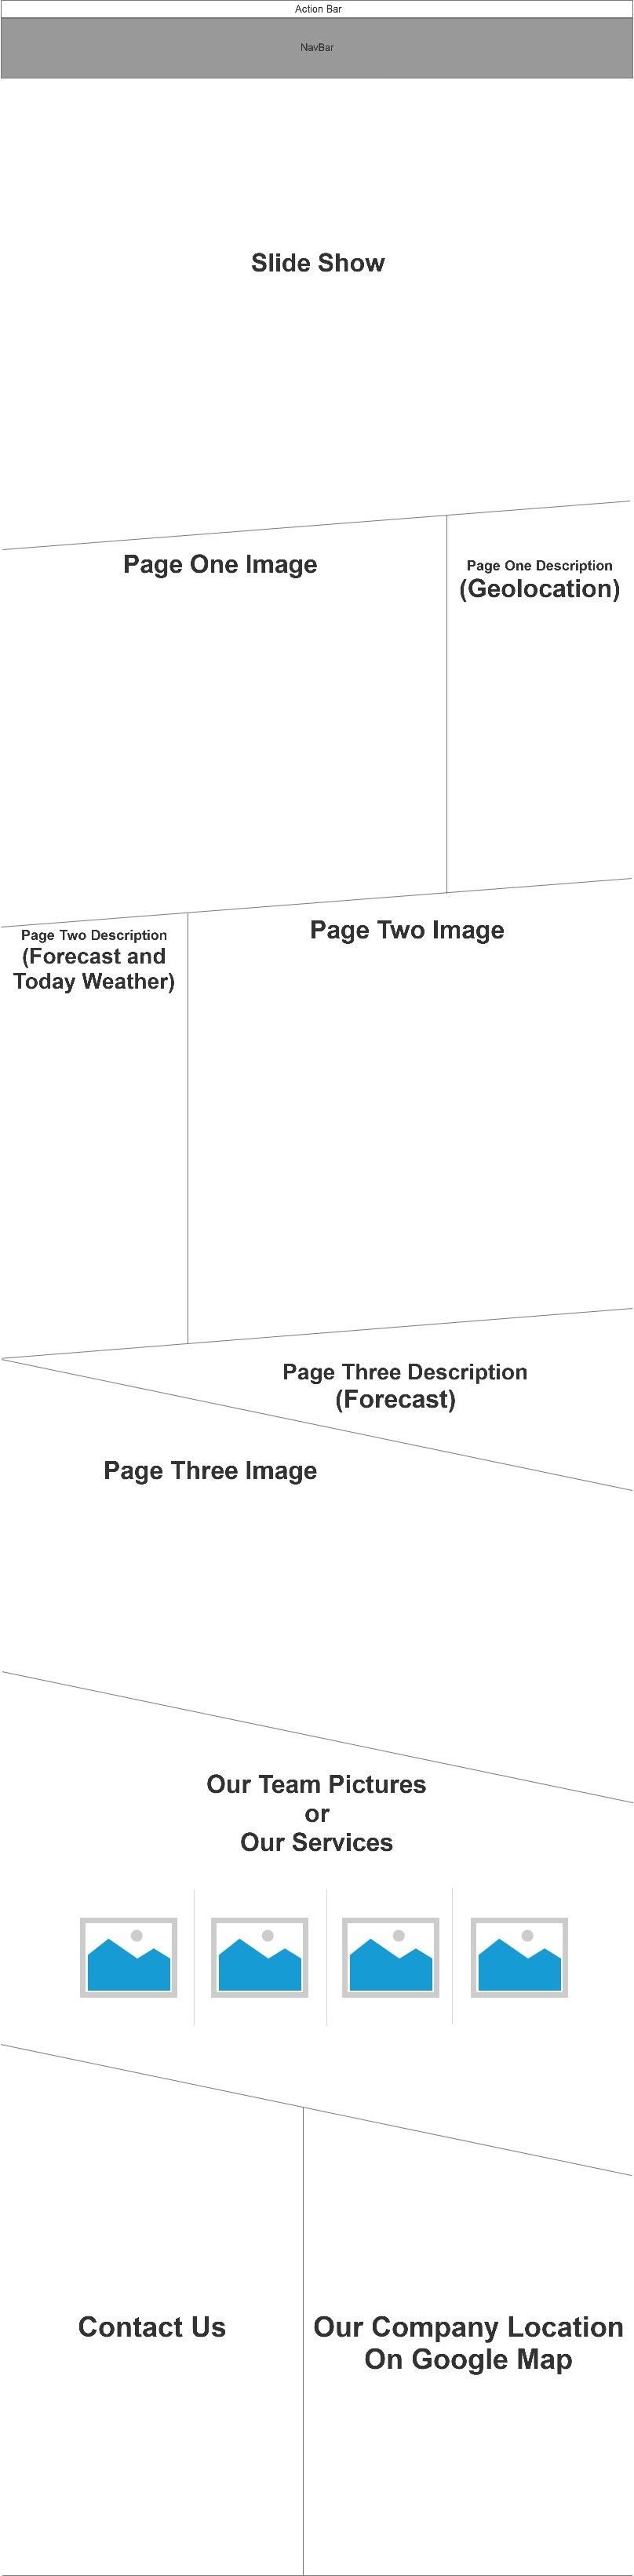 Action Bar
NavBar
Slide Show
Page One Image
Page One Description
(Geolocation)
Page Two Description
(Forecast and
Today Weather)
Page Two Image
Page Three Description
(Forecast)
Page Three Image
Our Team Pictures
or
Our Services
Contact Us
Our Company Location
On Google Map